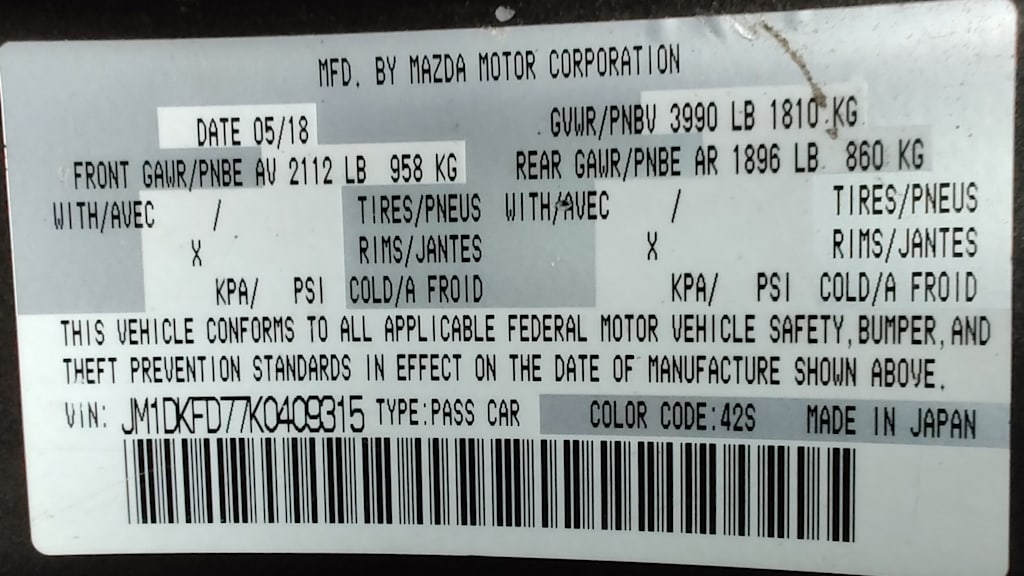 MFD. BY MAZDA MOTOR CORPORATION
DATE 05/18 GVWR/PNBV 3990 LB 1810 KG
FRONT GAWR/PNBE AV 2112 LB 958 KG REAR GAWR/PNBE AR 1896 LB 860 KG
WITH/AVEC / TIRES/PNEUS WITH/AVEC / TIRES/PNEUS
X RIMS/JANTES X RIMS/JANTES
KPA/ PSI COLD/A FROID KPA/ PSI COLD/A FROID
THIS VEHICLE CONFORMS TO ALL APPLICABLE FEDERAL MOTOR VEHICLE SAFETY, BUMPER, AND
THEFT PREVENTION STANDARDS IN EFFECT ON THE DATE OF MANUFACTURE SHOWN ABOVE.
VIN: JM1DKFD77K0409315 TYPE:PASS CAR COLOR CODE:42S MADE IN JAPAN